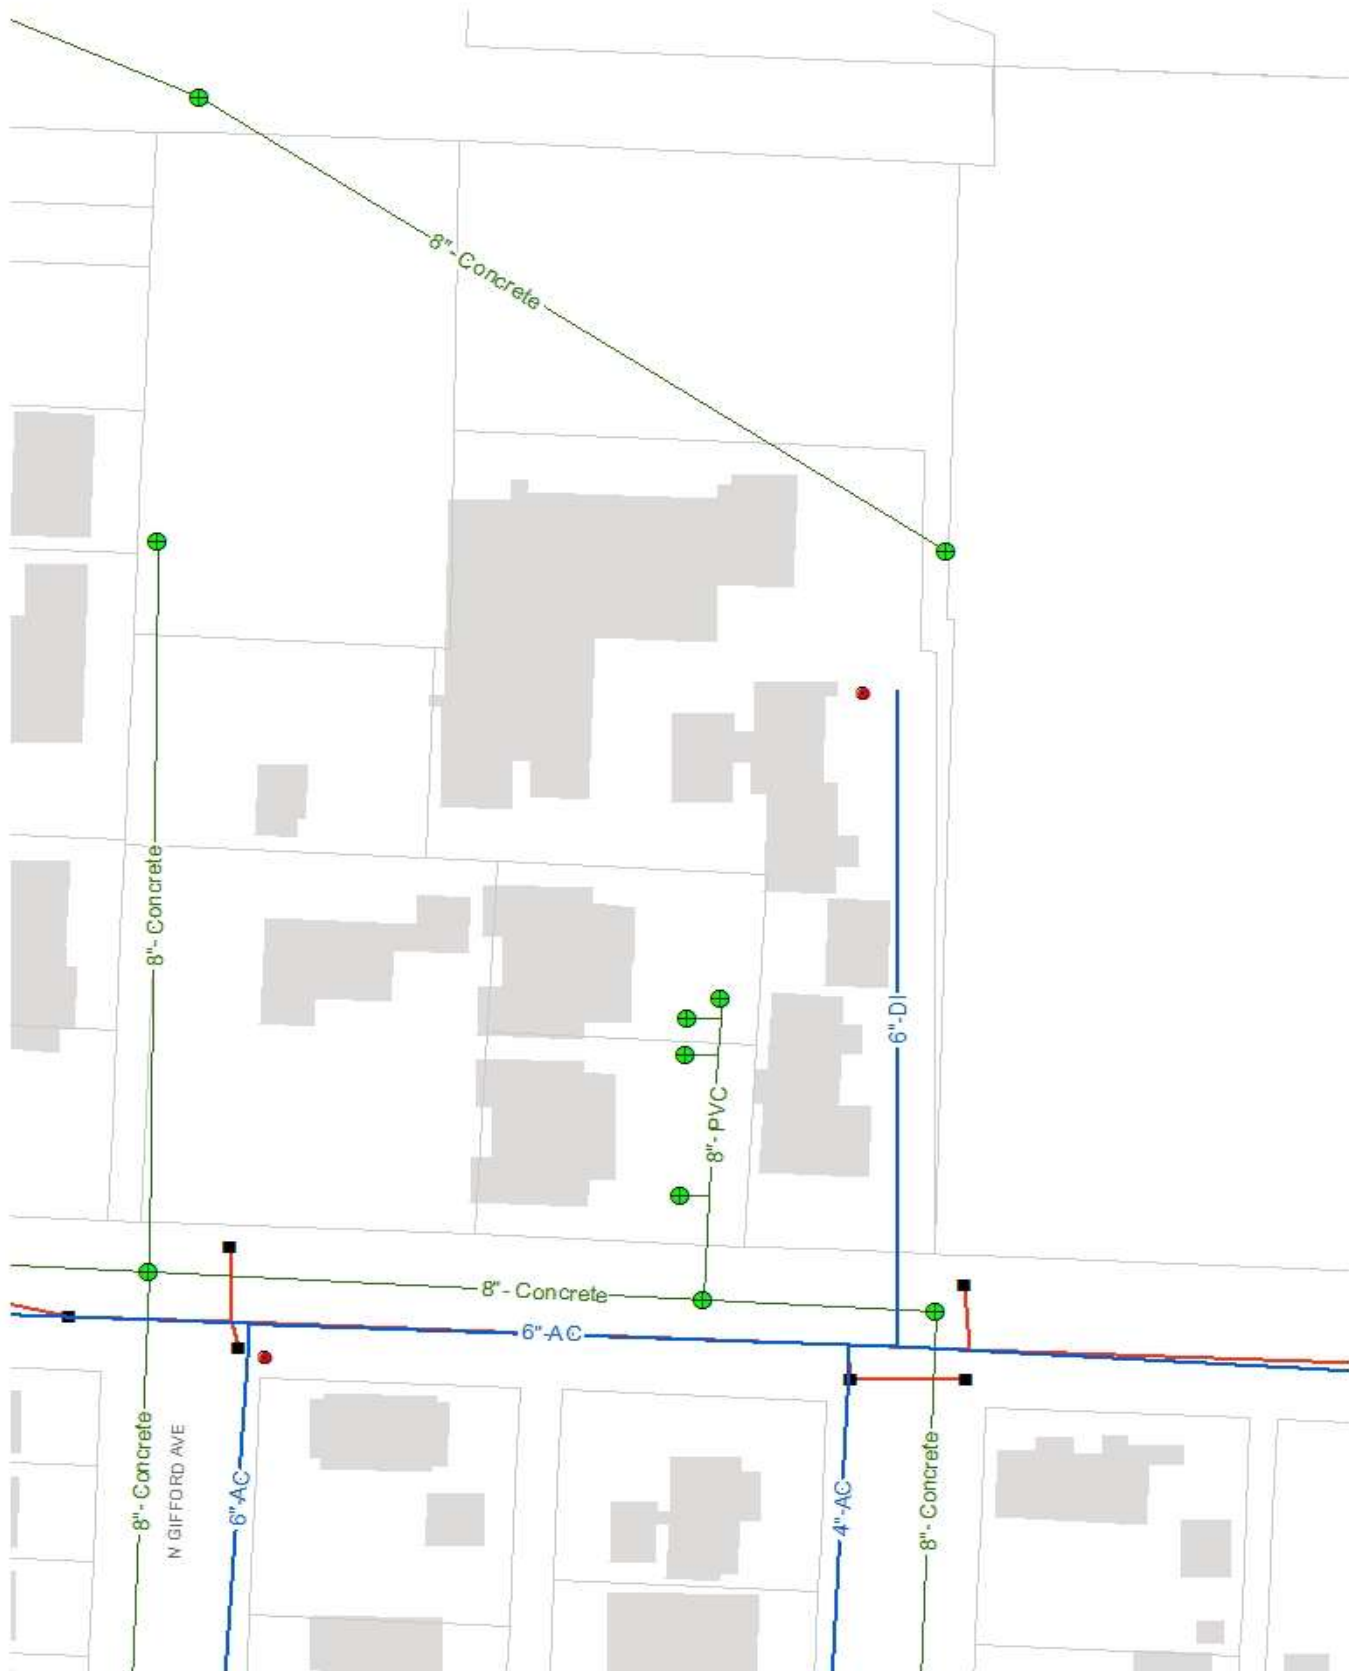 8"- Concrete
8"- Concrete
6"-DI
8"- PVC
8"- Concrete
6"-AC
8"- Concrete
N GIFFORD AVE
6"-AC
4"-AC
8"- Concrete